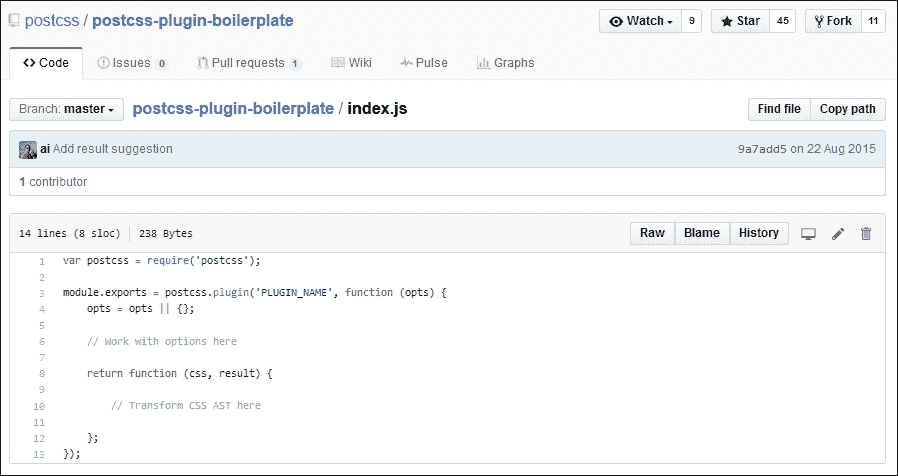 postcss / postcss-plugin-boilerplate
Watch 9 Star 45 Fork 11
Code Issues 0 Pull requests 1 Wiki Pulse Graphs
Branch: master postcss-plugin-boilerplate / index.js Find file Copy path
ai Add result suggestion 9a7add5 on 22 Aug 2015
1 contributor
14 lines (8 sloc) 238 Bytes Raw Blame History
1 var postcss = require('postcss');
2
3 module.exports = postcss.plugin('PLUGIN_NAME', function (opts) {
4 opts = opts || {};
5
6 // Work with options here
7
8 return function (css, result) {
9
10 // Transform CSS AST here
11
12 };
13 });